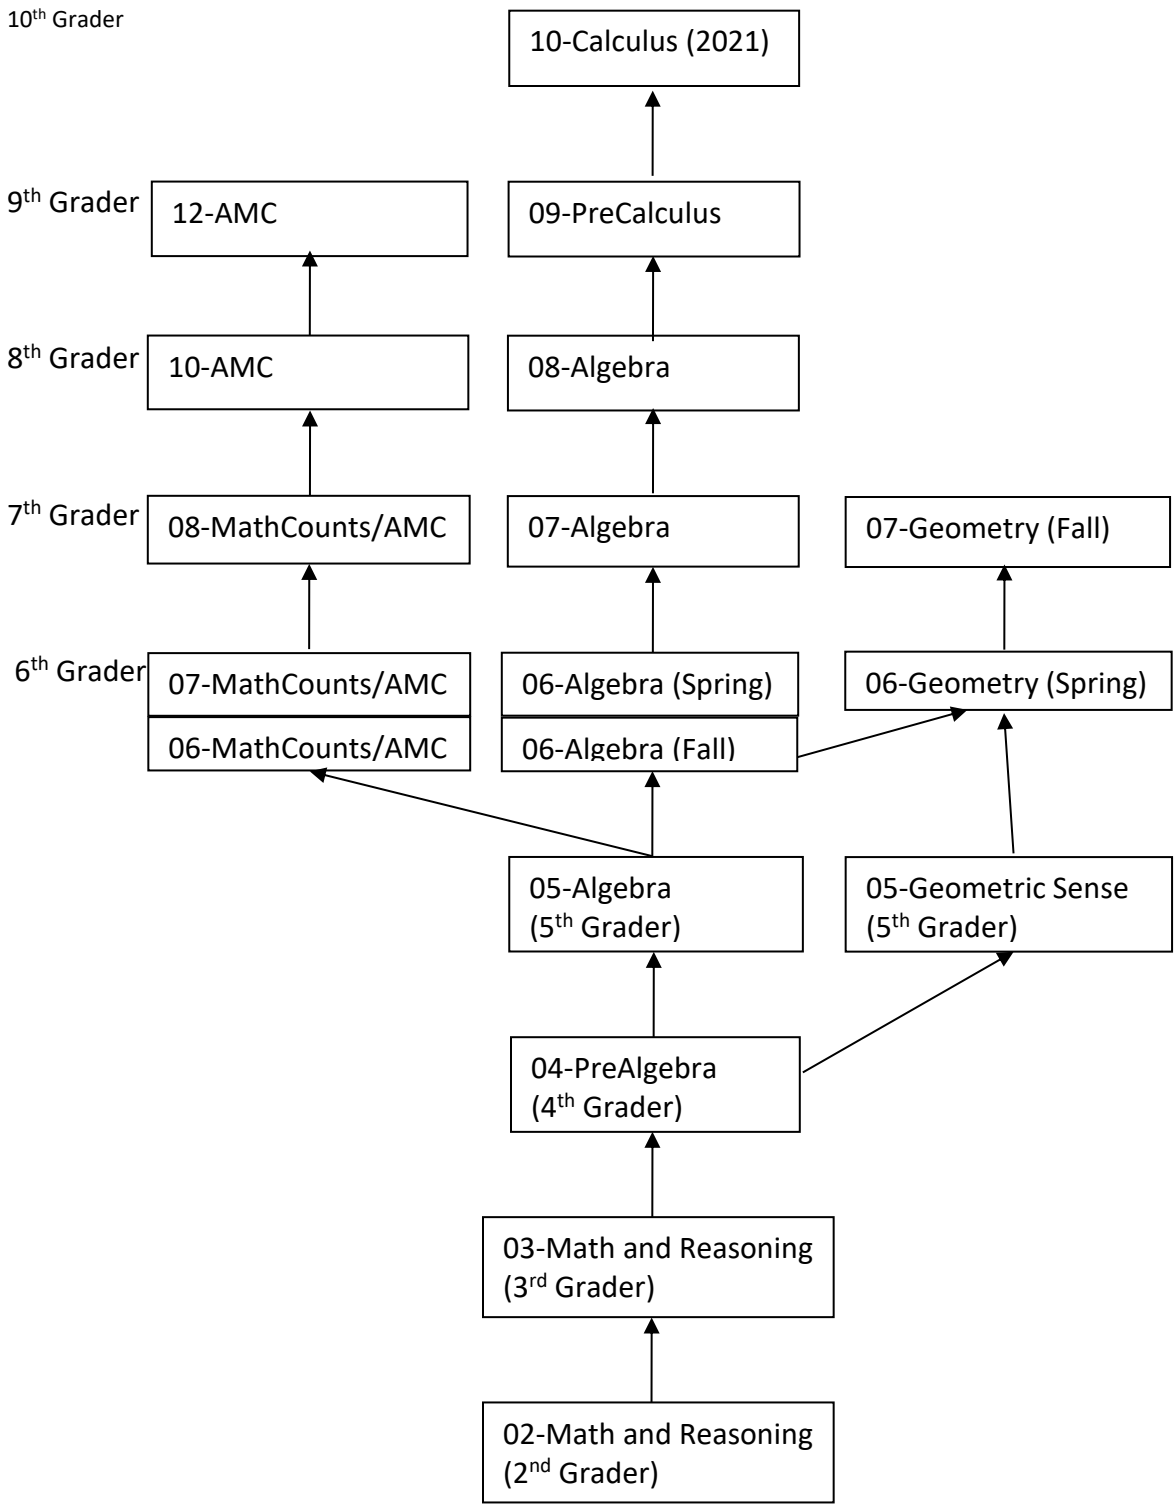 10th Grader
10-Calculus (2021)
9th Grader
12-AMC
09-PreCalculus
8th Grader
10-AMC
08-Algebra
7th Grader
08-MathCounts/AMC
07-Algebra
07-Geometry (Fall)
6th Grader
07-MathCounts/AMC
06-Algebra (Spring)
06-Geometry (Spring)
06-MathCounts/AMC
06-Algebra (Fall)
05-Algebra
(5th Grader)
05-Geometric Sense
(5th Grader)
04-PreAlgebra
(4th Grader)
03-Math and Reasoning
(3rd Grader)
02-Math and Reasoning
(2nd Grader)